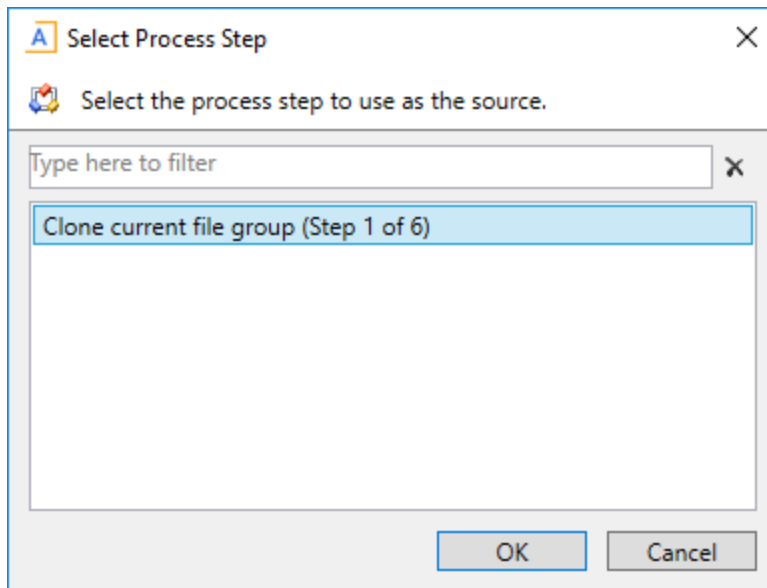 A Select Process Step
Select the process step to use as the source.
Type here to filter
Clone current file group (Step 1 of 6)
OK Cancel